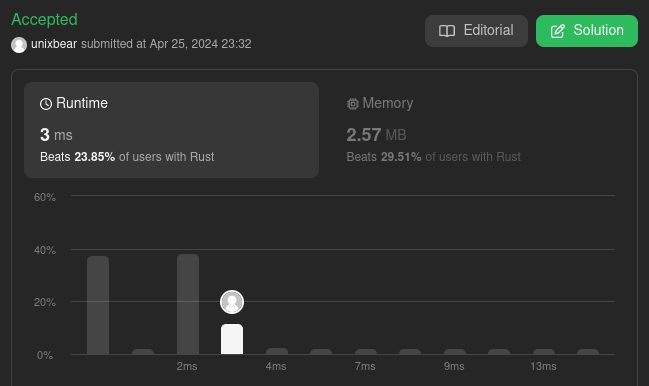 Accepted
Editorial
Solution
unixbear submitted at Apr 25, 2024 23:32
Runtime
Memory
3 ms
2.57 MB
Beats 23.85% of users with Rust
Beats 29.51% of users with Rust
60%
40%
20%
0%
2ms
4ms
7ms
9ms
13ms